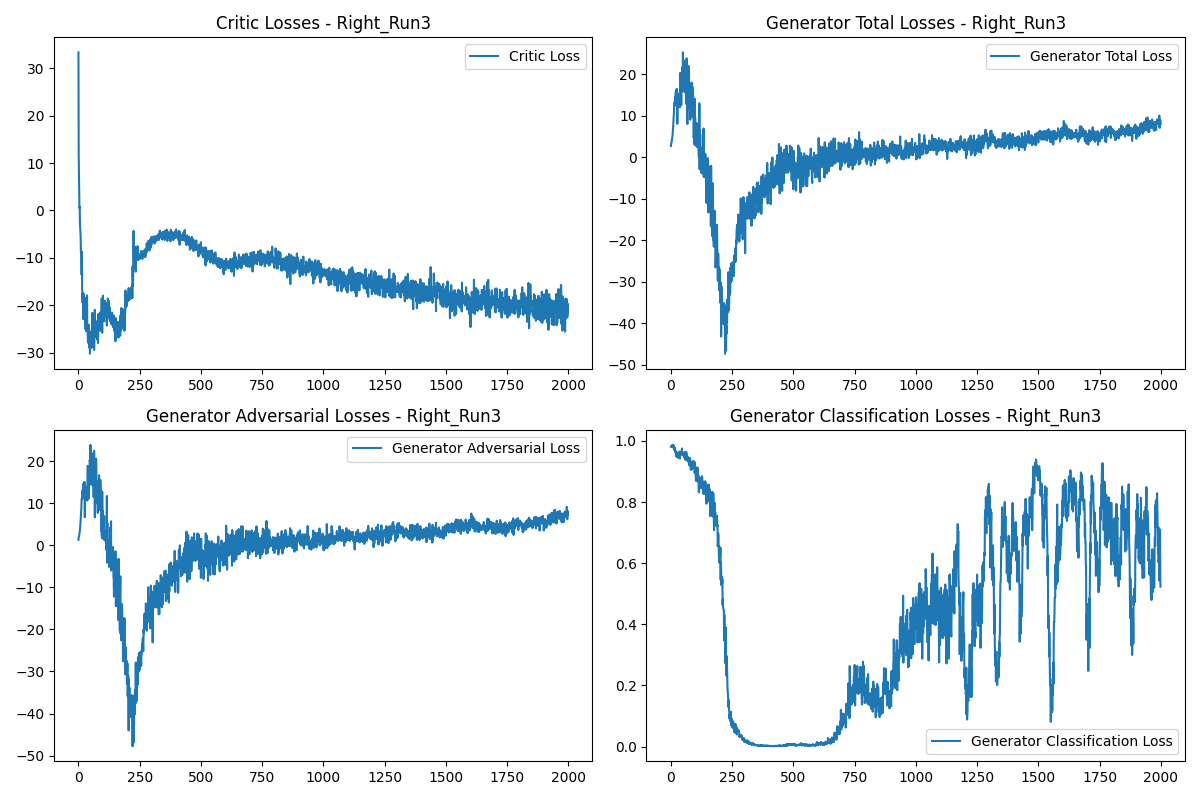 Critic Losses - Right_Run3
Critic Loss
30
20
10
0
−10
−20
−30
0 250 500 750 1000 1250 1500 1750 2000
Generator Total Losses - Right_Run3
Generator Total Loss
20
10
0
−10
−20
−30
−40
−50
0 250 500 750 1000 1250 1500 1750 2000
Generator Adversarial Losses - Right_Run3
Generator Adversarial Loss
20
10
0
−10
−20
−30
−40
−50
0 250 500 750 1000 1250 1500 1750 2000
Generator Classification Losses - Right_Run3
1.0
0.8
0.6
0.4
0.2
0.0
Generator Classification Loss
0 250 500 750 1000 1250 1500 1750 2000